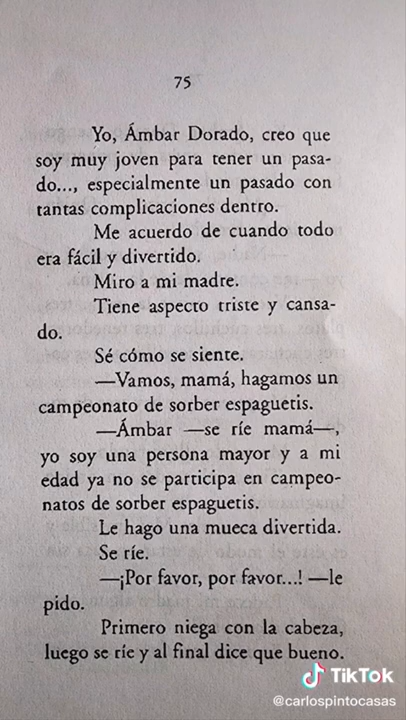 75
Yo, Ámbar Dorado, creo que
soy muy joven para tener un pasa-
do..., especialmente un pasado con
tantas complicaciones dentro.
Me acuerdo de cuando todo
era fácil y divertido.
Miro a mi madre.
Tiene aspecto triste y cansa-
do.
Sé cómo se siente.
—Vamos, mamá, hagamos un
campeonato de sorber espaguetis.
—Ámbar —se ríe mamá—,
yo soy una persona mayor y a mi
edad ya no se participa en campeo-
natos de sorber espaguetis.
Le hago una mueca divertida.
Se ríe.
—¡Por favor, por favor...! —le
pido.
Primero niega con la cabeza,
luego se ríe y al final dice que bueno.
TikTok
@carlospintocasas